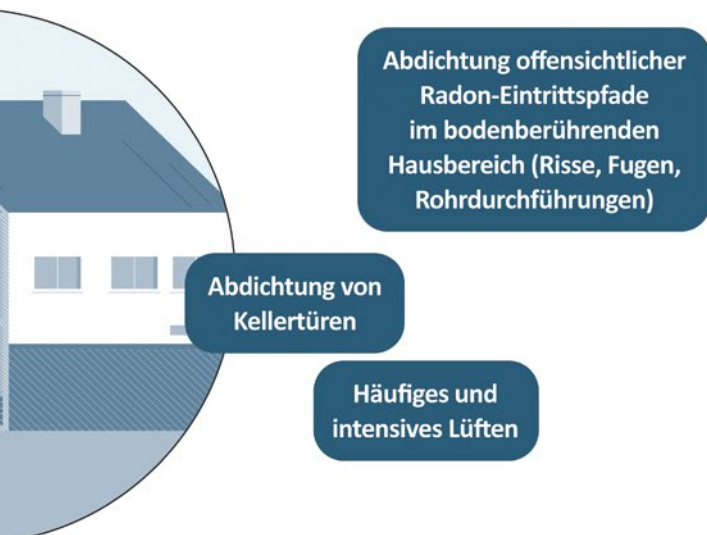 Abdichtung offensichtlicher
Radon-Eintrittspfade
im bodenberührenden
Hausbereich (Risse, Fugen,
Rohrdurchführungen)
Abdichtung von
Kellertüren
Häufiges und
intensives Lüften